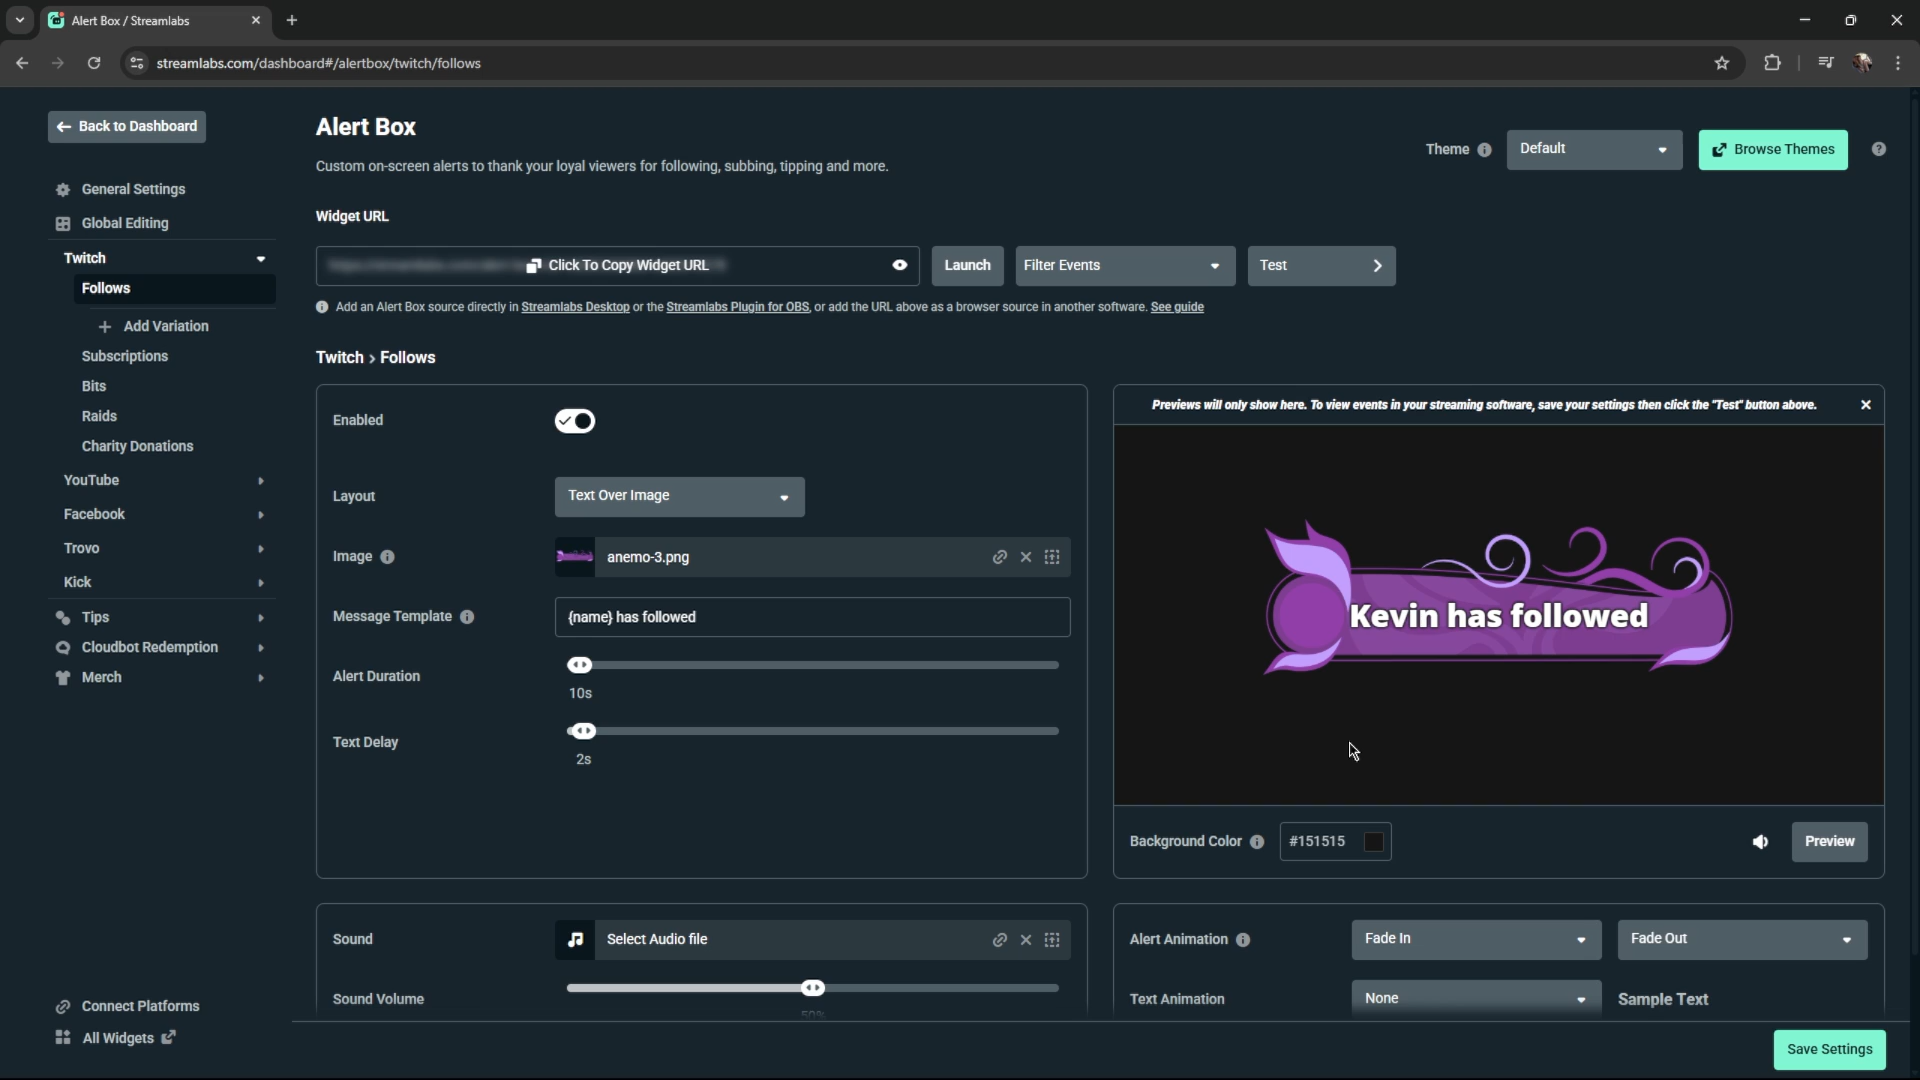 Alert Box / Streamlabs
streamlabs.com/dashboard#/alertbox/twitch/follows
Back to Dashboard
General Settings
Global Editing
Twitch
Follows
Add Variation
Subscriptions
Bits
Raids
Charity Donations
YouTube
Facebook
Trovo
Kick
Tips
Cloudbot Redemption
Merch
Connect Platforms
All Widgets
Alert Box
Custom on-screen alerts to thank your loyal viewers for following, subbing, tipping and more.
Theme
Default
Browse Themes
Widget URL
Click To Copy Widget URL
Launch
Filter Events
Test
Add an Alert Box source directly in Streamlabs Desktop or the Streamlabs Plugin for OBS, or add the URL above as a browser source in another software. See guide
Twitch > Follows
Enabled
Layout
Text Over Image
Image
anemo-3.png
Message Template
{name} has followed
Alert Duration
10s
Text Delay
2s
Previews will only show here. To view events in your streaming software, save your settings then click the "Test" button above.
Kevin has followed
Background Color
#151515
Preview
Sound
Select Audio file
Sound Volume
50%
Alert Animation
Fade In
Fade Out
Text Animation
None
Sample Text
Save Settings